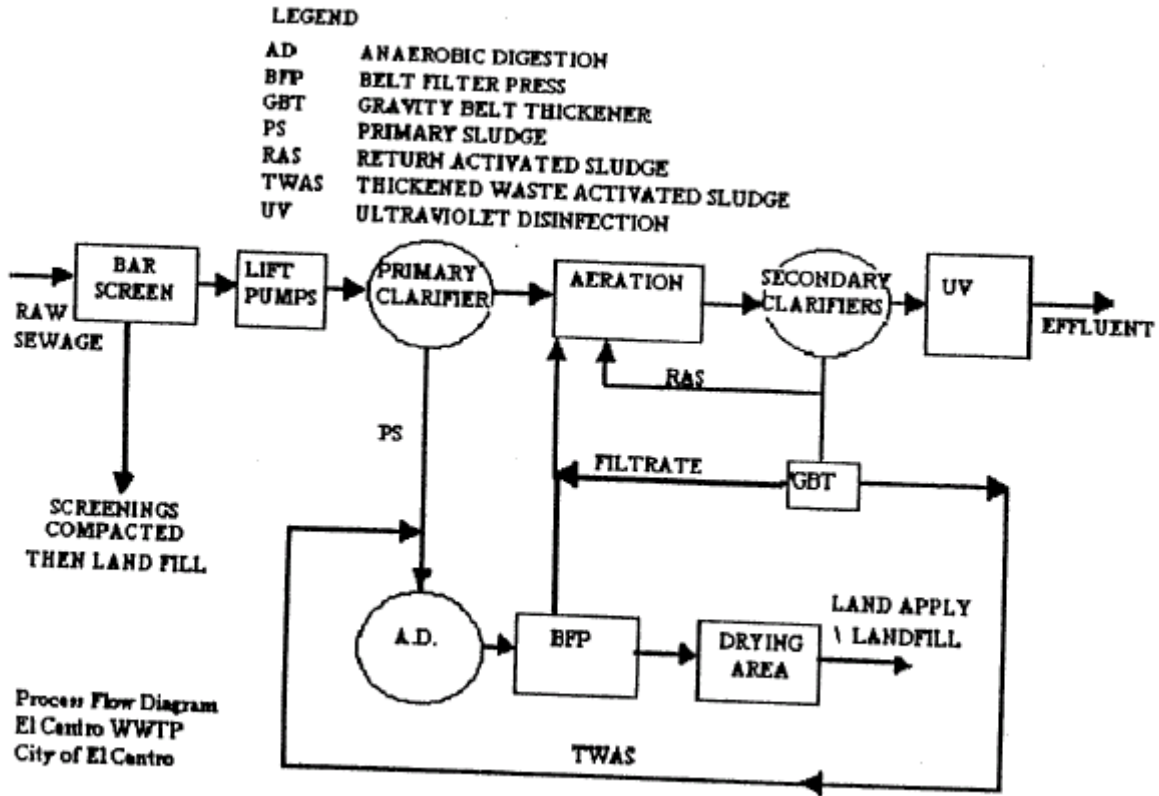 LEGEND
AD ANAEROBIC DIGESTION
BFP BELT FILTER PRESS
GBT GRAVITY BELT THICKENER
PS PRIMARY SLUDGE
RAS RETURN ACTIVATED SLUDGE
TWAS THICKENED WASTE ACTIVATED SLUDGE
UV ULTRAVIOLET DISINFECTION
RAW
SEWAGE
BAR
SCREEN
LIFT
PUMPS
PRIMARY
CLARIFIER
AERATION
SECONDARY
CLARIFIERS
UV
EFFLUENT
RAS
PS
FILTRATE
GBT
SCREENINGS
COMPACTED
THEN LAND FILL
A.D.
BFP
DRYING
AREA
LAND APPLY
\ LANDFILL
TWAS
Process Flow Diagram
El Centro WWTP
City of El Centro